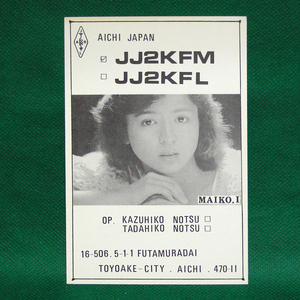 AICHI JAPAN
JJ2KFM
JJ2KFL
MAIKO.I
OP. KAZUHIKO NOTSU
TADAHIKO NOTSU
16-506.5-1-1 FUTAMURADAI
TOYOAKE-CITY. AICHI. 470-11